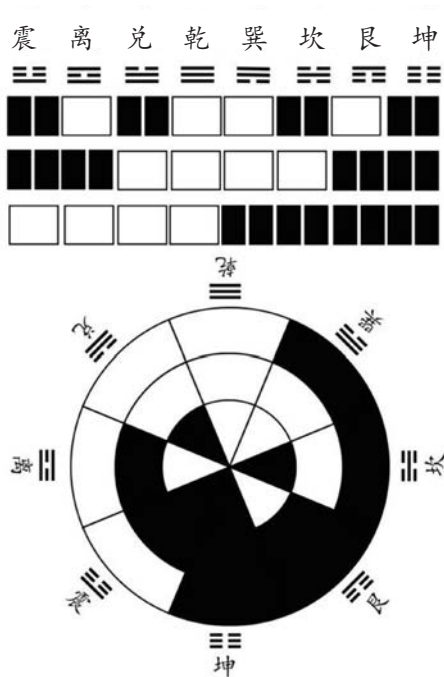 震 离 兑 乾 巽 坎 艮 坤
☳ ☲ ☱ ☰ ☴ ☵ ☶ ☷
乾
☰
兑
☱
巽
☴
离
☲
坎
☵
震
☳
艮
☶
☷
坤